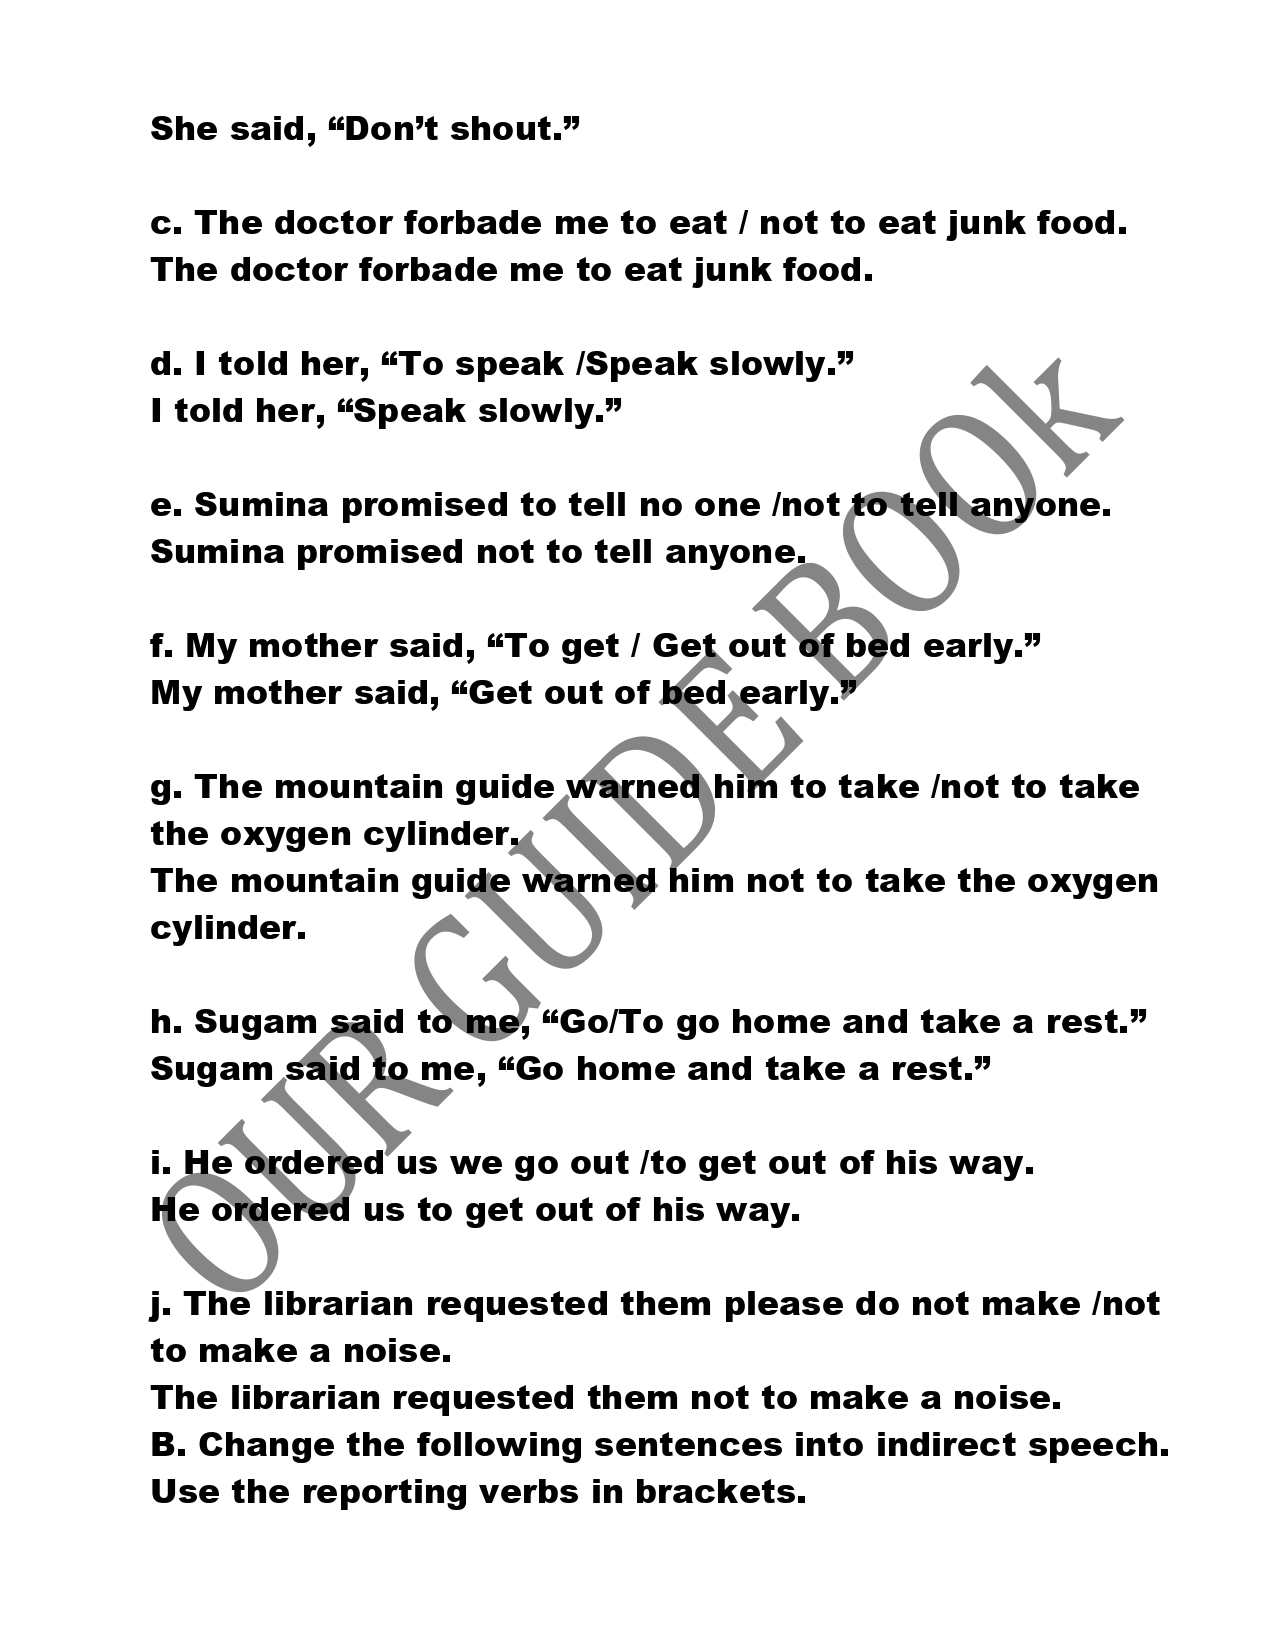 She said, “Don’t shout.”
c. The doctor forbade me to eat / not to eat junk food.
The doctor forbade me to eat junk food.
d. I told her, “To speak /Speak slowly.”
I told her, “Speak slowly.”
e. Sumina promised to tell no one /not to tell anyone.
Sumina promised not to tell anyone.
f. My mother said, “To get / Get out of bed early.”
My mother said, “Get out of bed early.”
g. The mountain guide warned him to take /not to take
the oxygen cylinder.
The mountain guide warned him not to take the oxygen
cylinder.
h. Sugam said to me, “Go/To go home and take a rest.”
Sugam said to me, “Go home and take a rest.”
i. He ordered us we go out /to get out of his way.
He ordered us to get out of his way.
j. The librarian requested them please do not make /not
to make a noise.
The librarian requested them not to make a noise.
B. Change the following sentences into indirect speech.
Use the reporting verbs in brackets.
OUR GUIDE BOOk